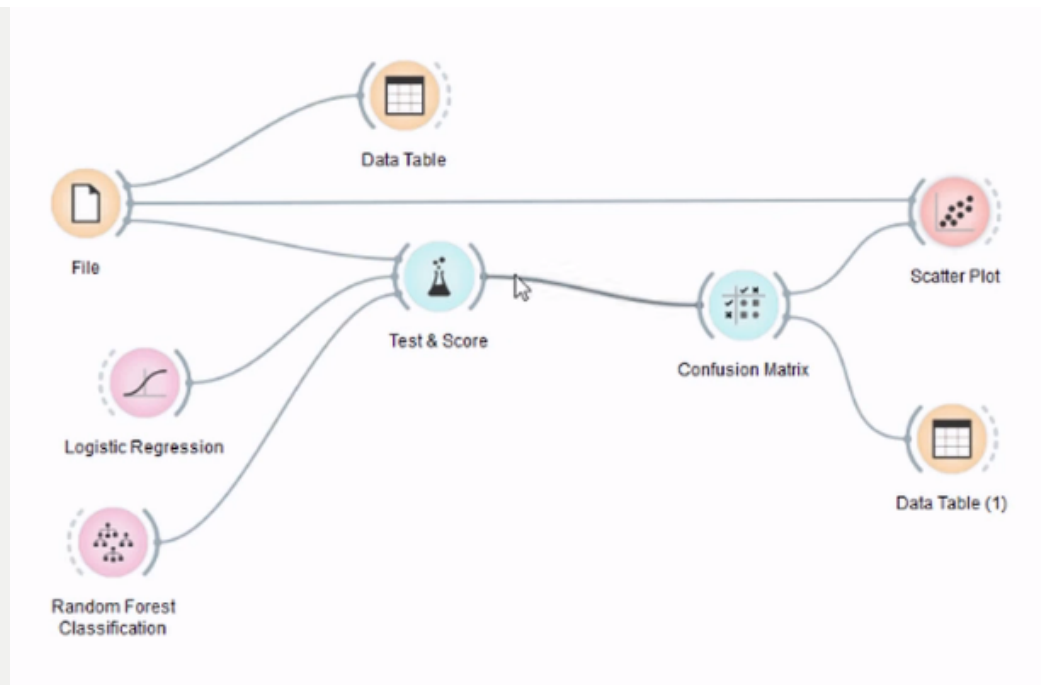 Data Table
File
Scatter Plot
Test & Score
Confusion Matrix
Logistic Regression
Data Table (1)
Random Forest
Classification